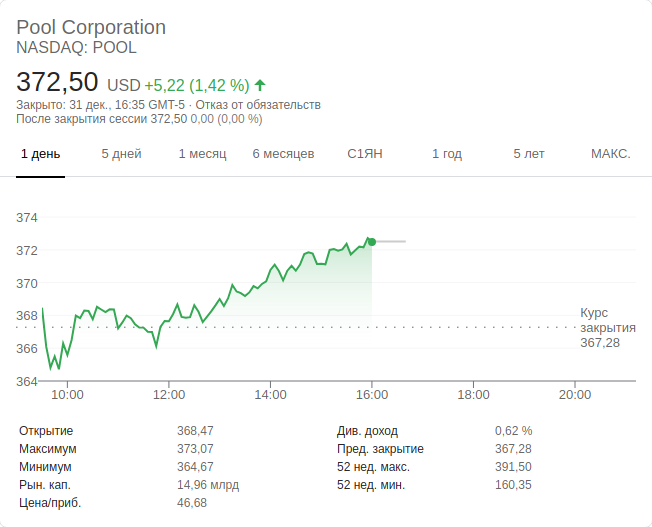 Pool Corporation
NASDAQ: POOL
372,50 USD +5,22 (1,42 %)
Закрыто: 31 дек., 16:35 GMT-5 · Отказ от обязательств
После закрытия сессии 372,50 0,00 (0,00 %)
1 день 5 дней 1 месяц 6 месяцев С1ЯН 1 год 5 лет МАКС.
374
372
370
368
366
364
Курс
закрытия
367,28
10:00 12:00 14:00 16:00 18:00 20:00
Открытие 368,47
Максимум 373,07
Минимум 364,67
Рын. кап. 14,96 млрд
Цена/приб. 46,68
Див. доход 0,62 %
Пред. закрытие 367,28
52 нед. макс. 391,50
52 нед. мин. 160,35